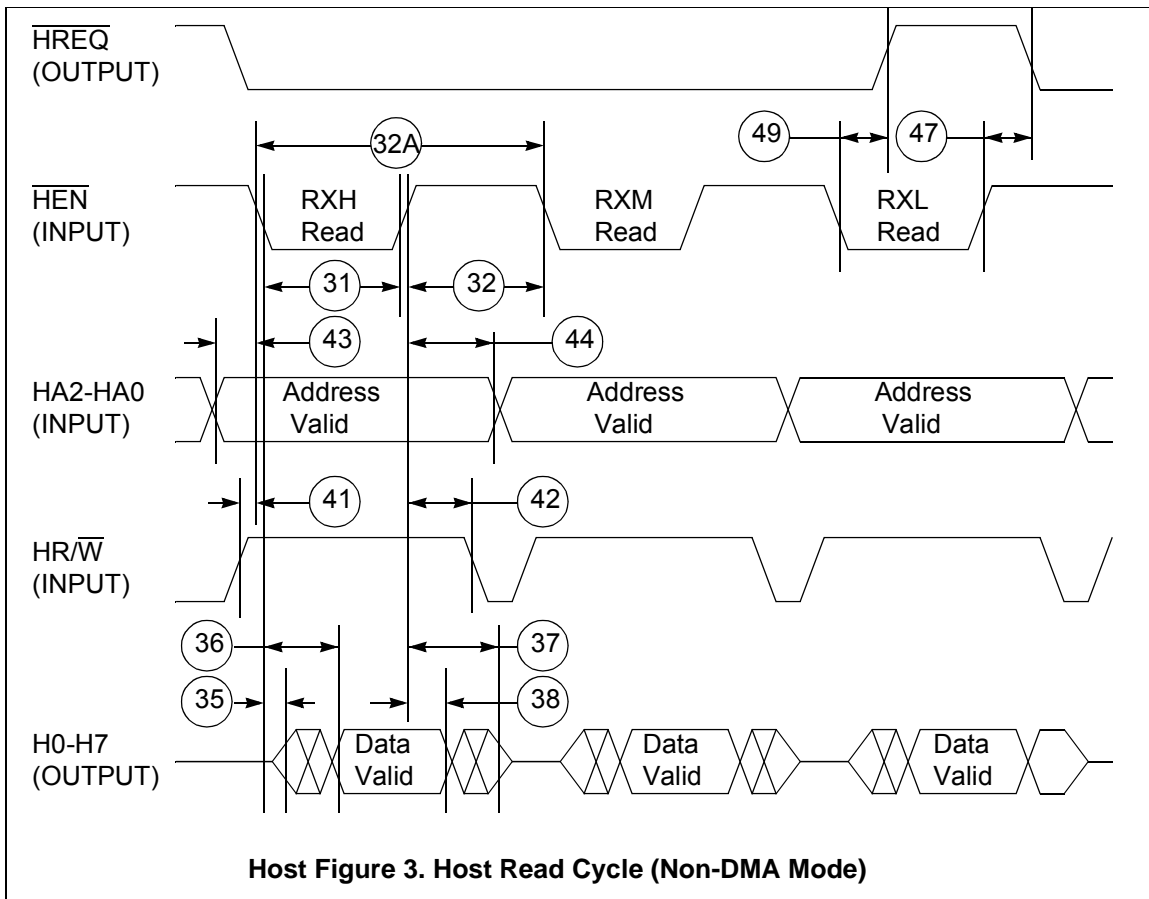 HREQ
(OUTPUT)
49
47
32A
HEN
(INPUT)
RXH
Read
RXM
Read
RXL
Read
31
32
43
44
HA2-HA0
(INPUT)
Address
Valid
Address
Valid
Address
Valid
41
42
HR/W
(INPUT)
36
37
35
38
H0-H7
(OUTPUT)
Data
Valid
Data
Valid
Data
Valid
Host Figure 3. Host Read Cycle (Non-DMA Mode)